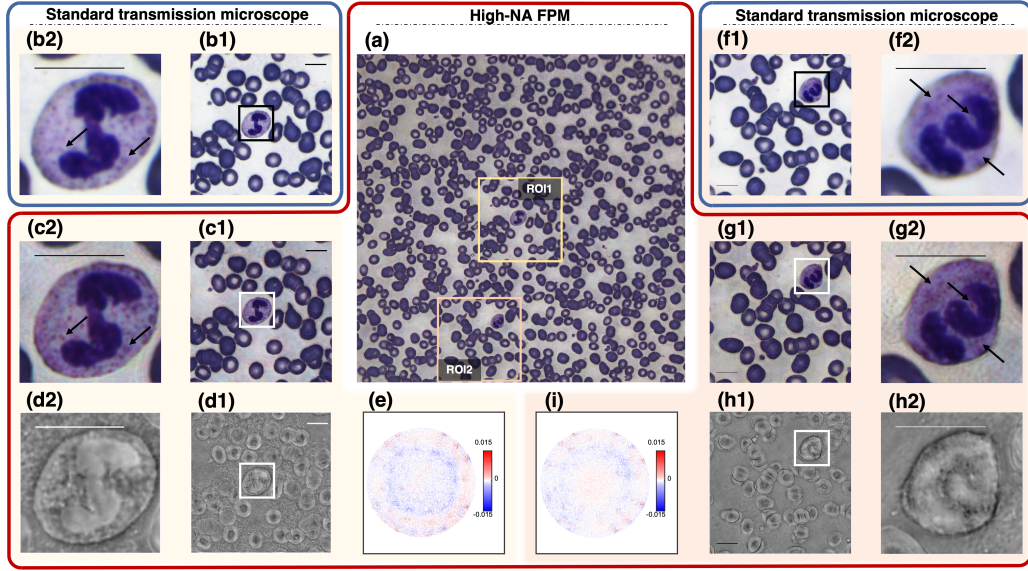 Standard transmission microscope
High-NA FPM
Standard transmission microscope
(b2)
(b1)
(a)
(f1)
(f2)
ROI1
(c2)
(c1)
(g1)
(g2)
ROI2
(d2)
(d1)
(e)
(i)
(h1)
(h2)
0.015
0
-0.015
0.015
0
-0.015